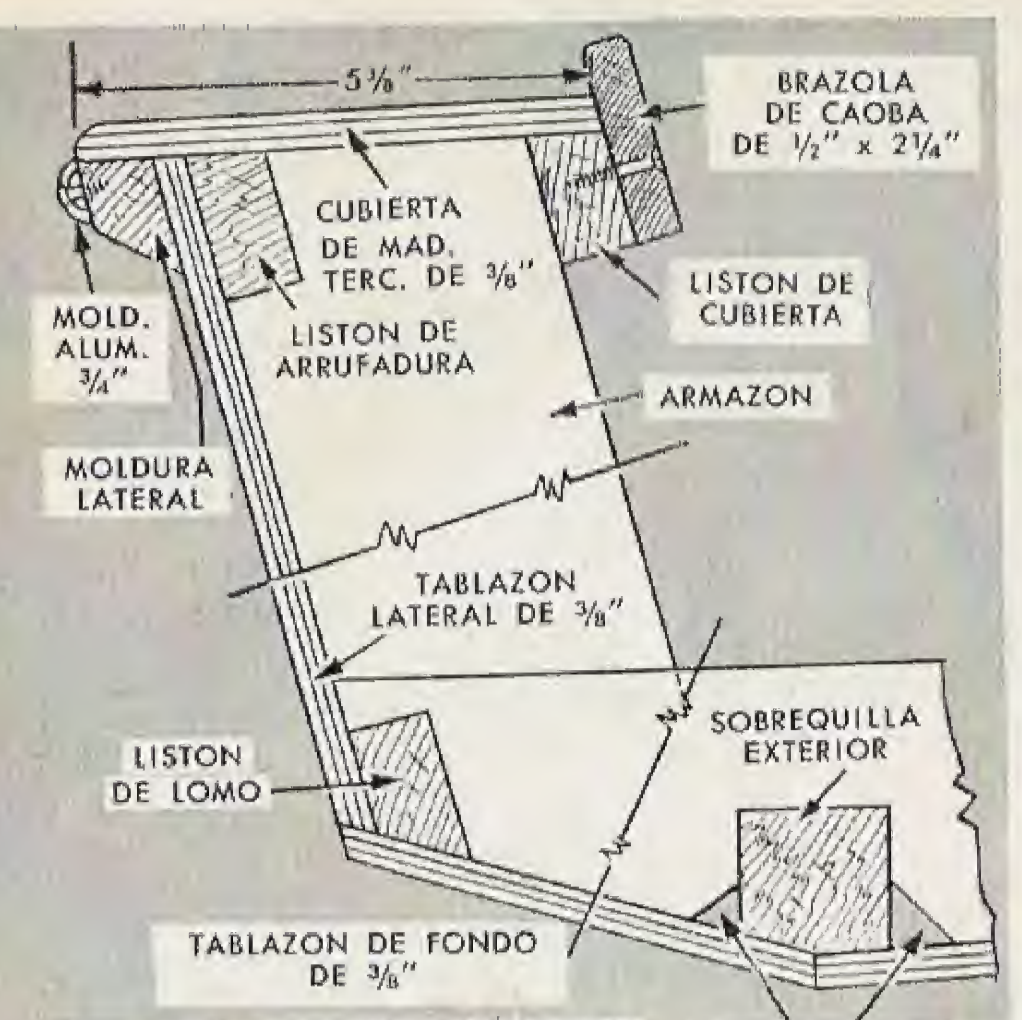 5 3/8"
BRAZOLA
DE CAOBA
DE 1/2" x 2 1/4"
CUBIERTA
DE MAD.
TERC. DE 3/8"
LISTON DE
CUBIERTA
MOLD.
ALUM.
3/4"
LISTON DE
ARRUFADURA
ARMAZON
MOLDURA
LATERAL
TABLAZON
LATERAL DE 3/8"
SOBREQUILLA
EXTERIOR
LISTON
DE LOMO
TABLAZON DE FONDO
DE 3/8"